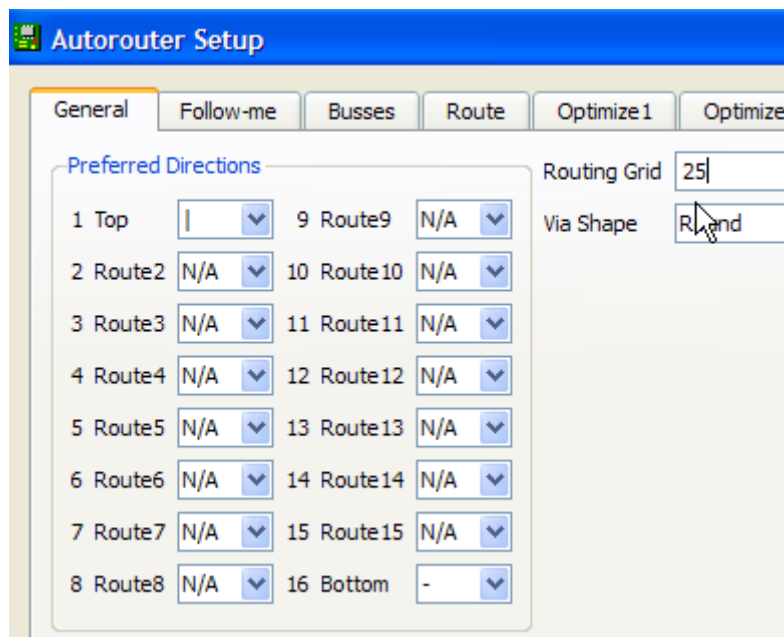 Autorouter Setup
General Follow-me Busses Route Optimize1 Optimize
Preferred Directions Routing Grid 25
1 Top | 9 Route9 N/A Via Shape Round
2 Route2 N/A 10 Route10 N/A
3 Route3 N/A 11 Route11 N/A
4 Route4 N/A 12 Route12 N/A
5 Route5 N/A 13 Route13 N/A
6 Route6 N/A 14 Route14 N/A
7 Route7 N/A 15 Route15 N/A
8 Route8 N/A 16 Bottom -